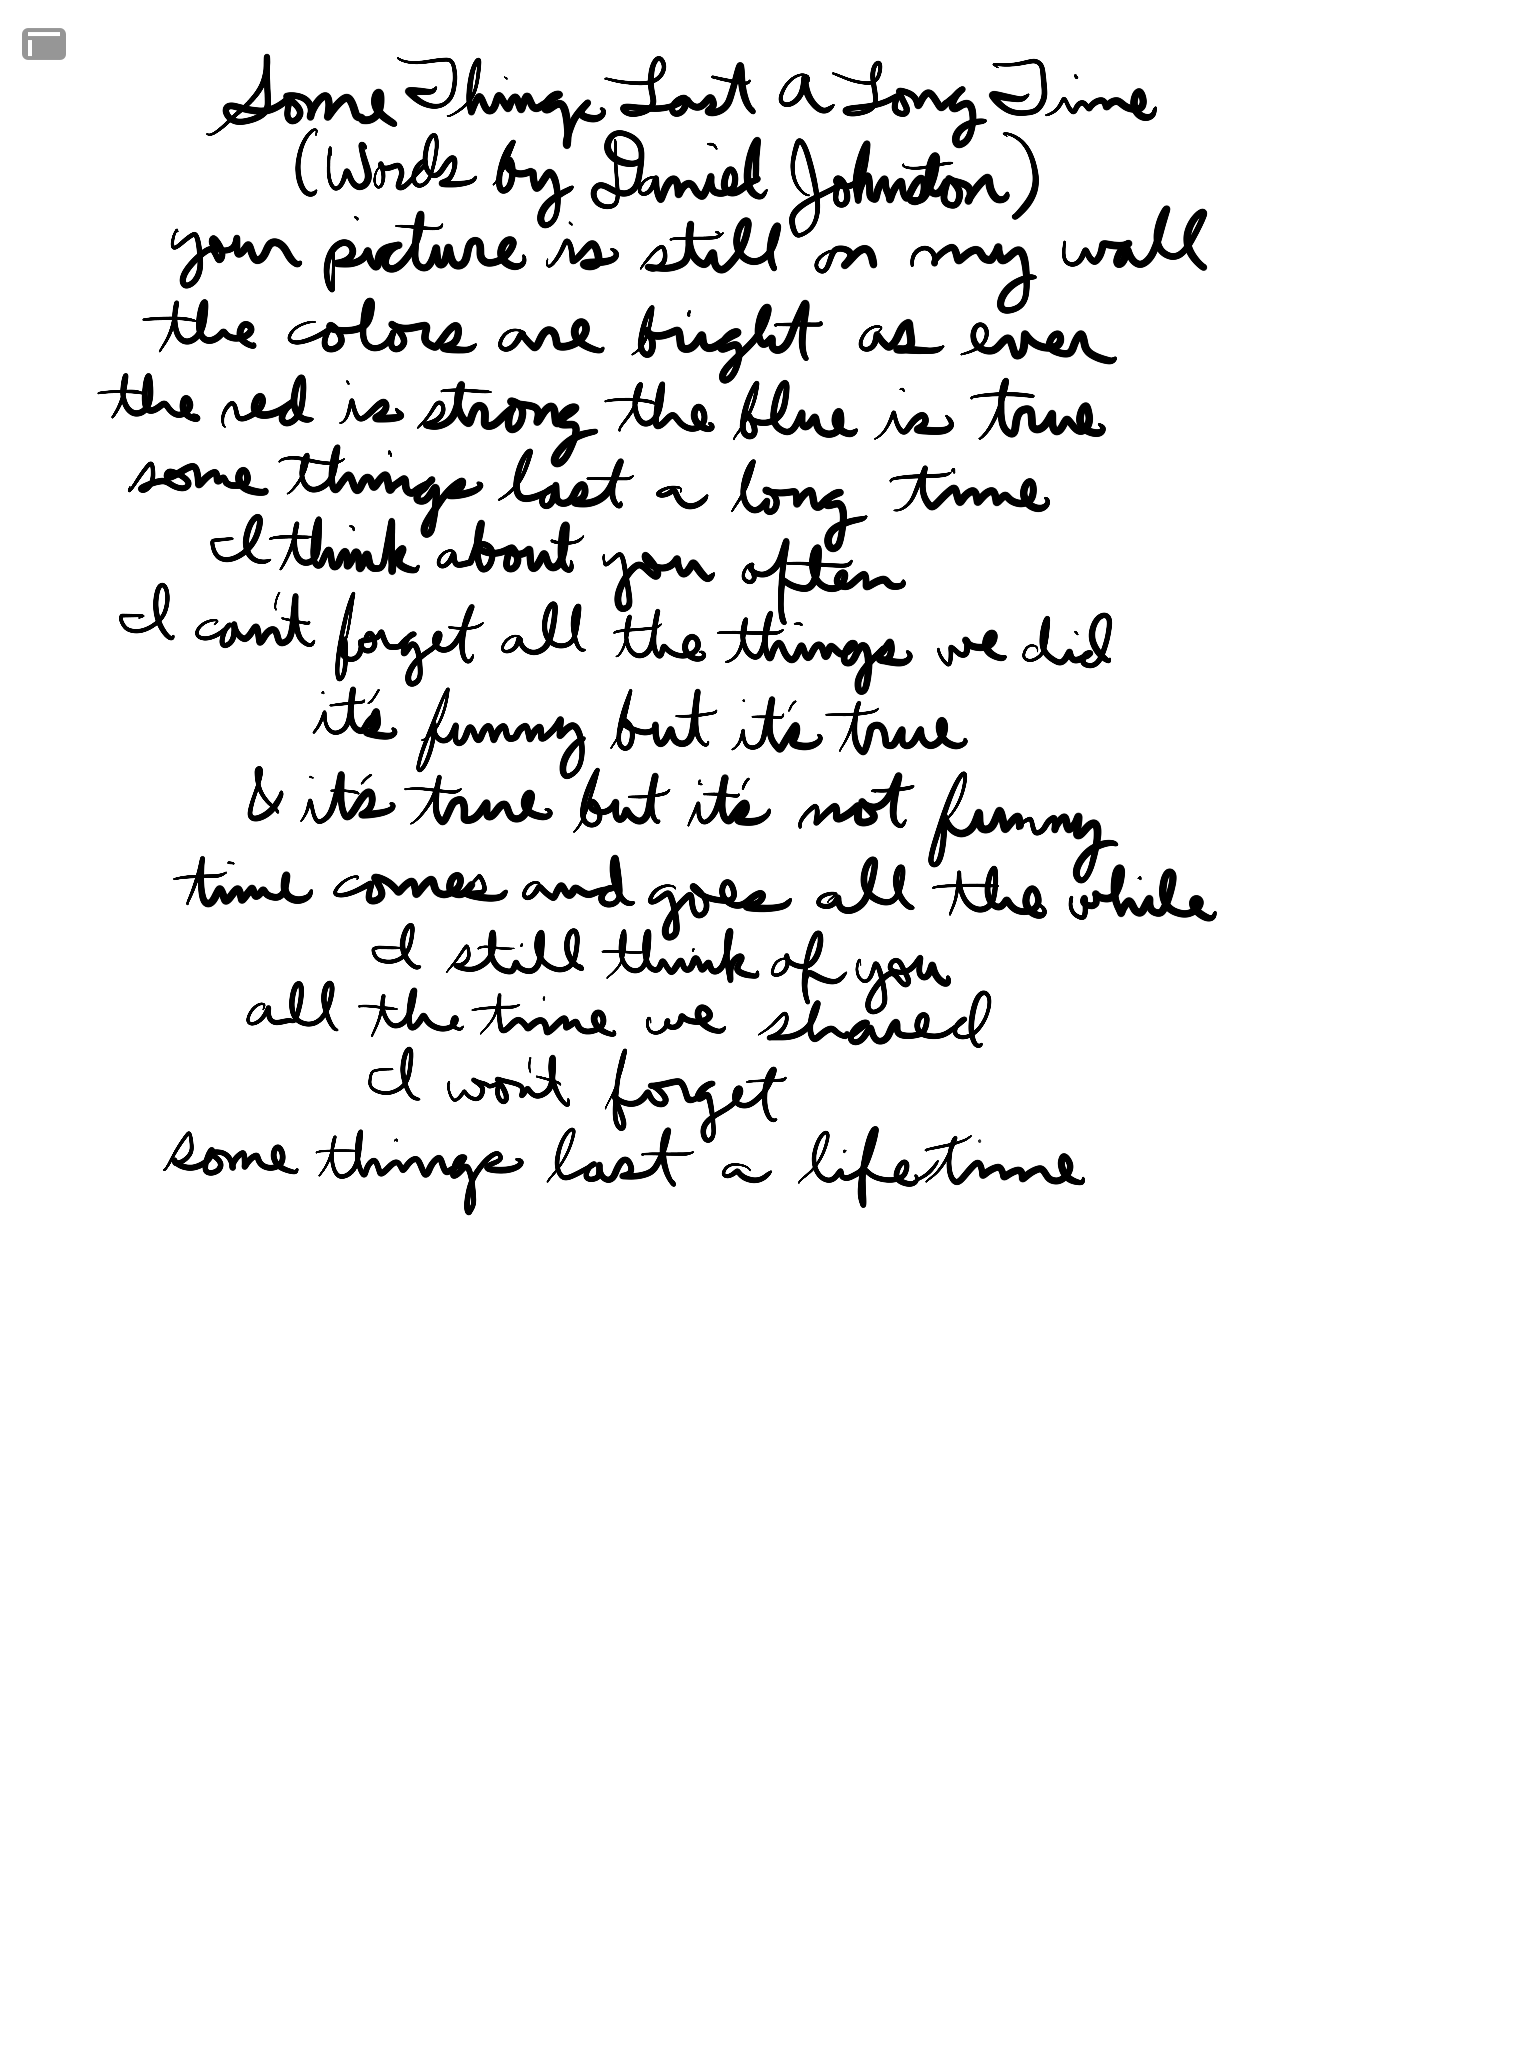 Some Things Last A Long Time
(Words by Daniel Johnston)
your picture is still on my wall
the colors are bright as ever
the red is strong the blue is true
some things last a long time
I think about you often
I can't forget all the things we did
it's funny but it's true
& it's true but it's not funny
time comes and goes all the while
I still think of you
all the time we shared
I won't forget
some things last a lifetime